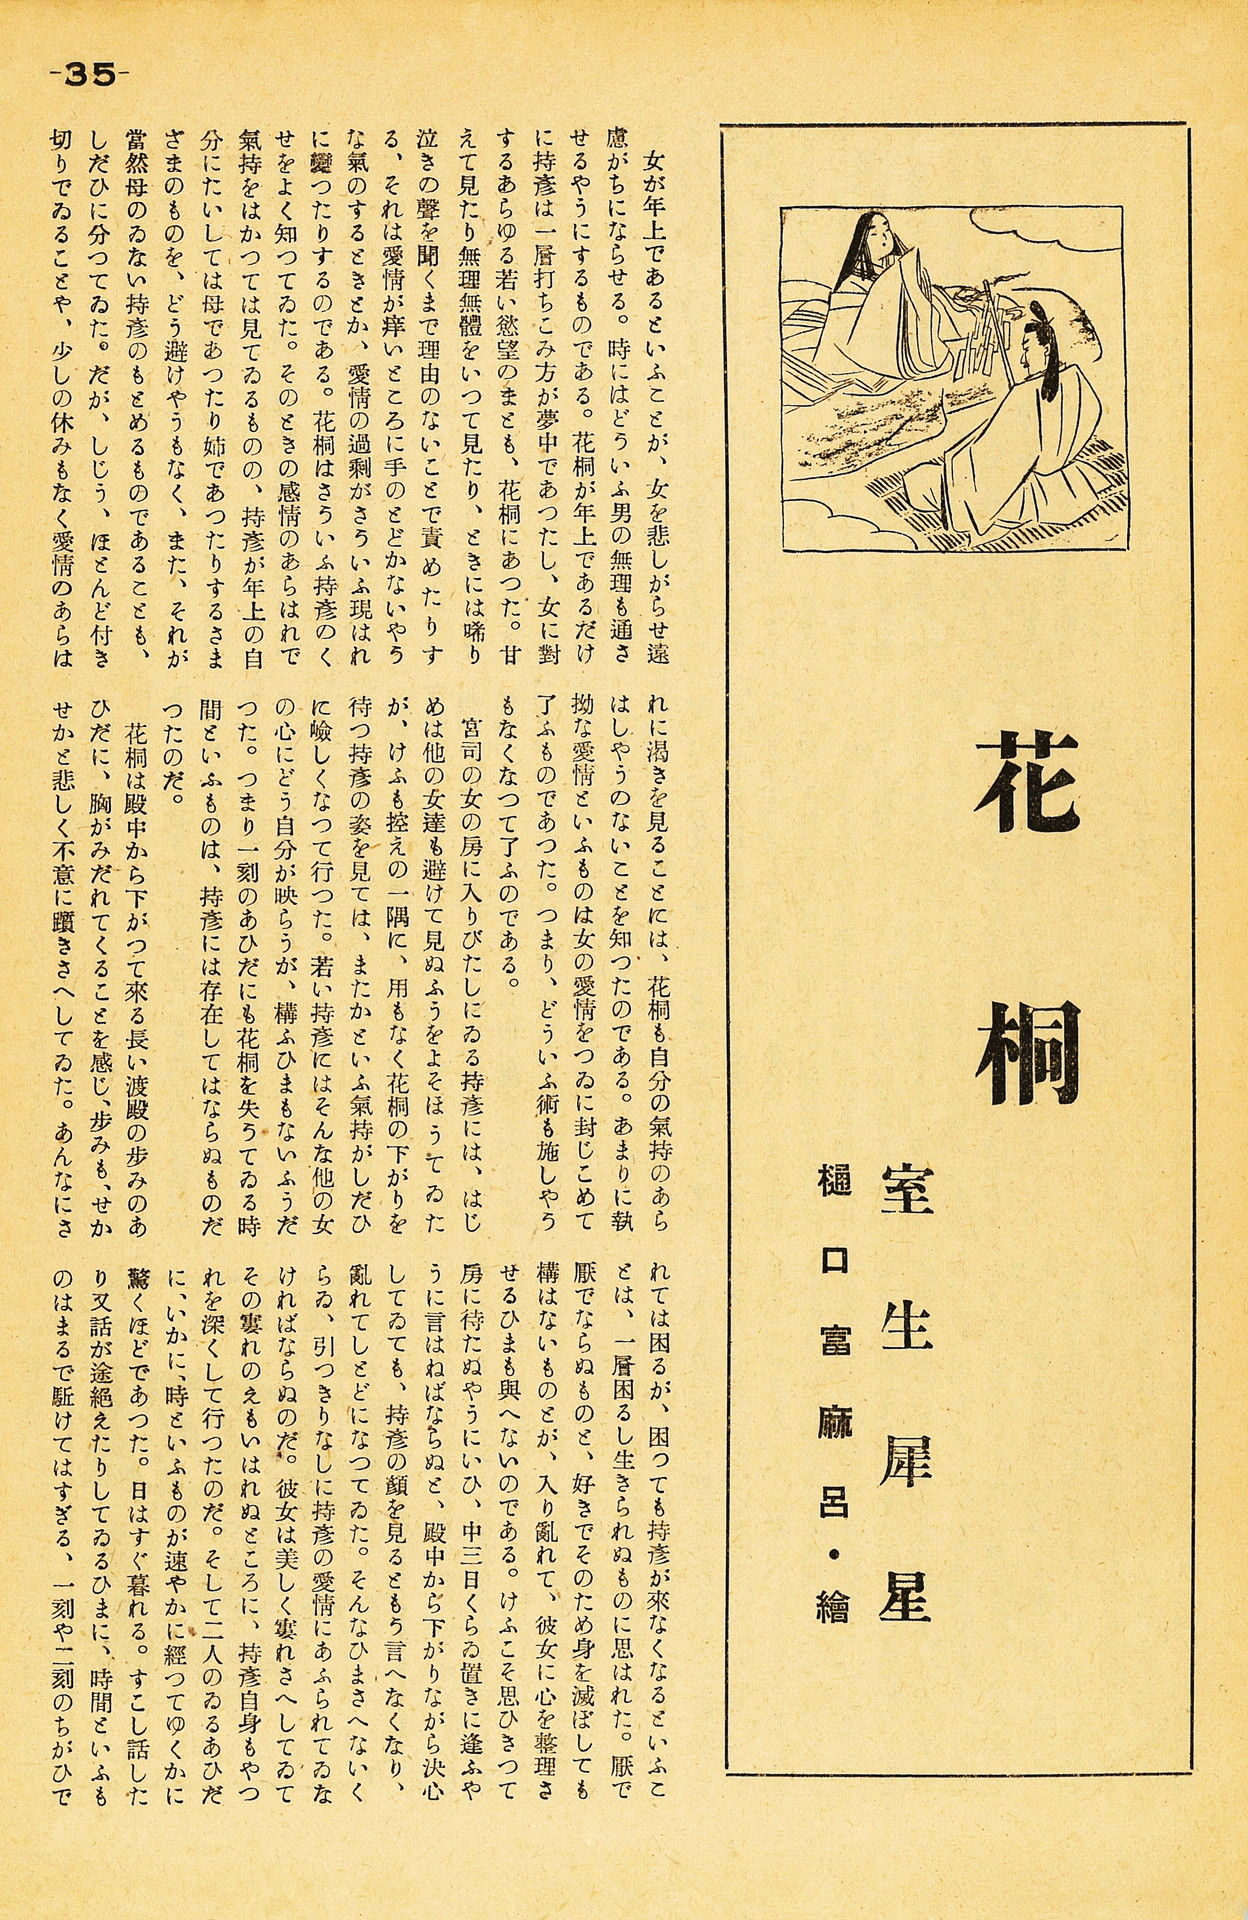 -35-
花桐
室生犀星
樋口富麻呂・繪
女が年上であるといふことが、女を悲しがらせ遠
慮がちにならせる。時にはどういふ男の無理も通さ
せるやうにするものである。花桐が年上であるだけ
に持彥は一層打ちこみ方が夢中であつたし、女に對
するあらゆる若い慾望のまとも、花桐にあつた。甘
えて見たり無理無體をいつて見たり、ときには啼り
泣きの聲を聞くまで理由のないことで責めたりす
る、それは愛情が痒いところに手のとどかないやう
な氣のするときとか、愛情の過剩がさういふ現はれ
に變つたりするのである。花桐はさういふ持彥のく
せをよく知つてゐた。そのときの感情のあらはれで
氣持をはかつては見てゐるものの、持彥が年上の自
分にたいしては母であつたり姉であつたりするさま
ざまのものを、どう避けやうもなく、また、それが
當然母のゐない持彥のもとめるものであることも、
しだひに分つてゐた。だが、しじう、ほとんど付き
切りでゐることや、少しの休みもなく愛情のあらは
れに渴きを見ることには、花桐も自分の氣持のあら
はしやうのないことを知つたのである。あまりに執
拗な愛情といふものは女の愛情をつゐに封じこめて
了ふものであつた。つまり、どういふ術も施しやう
もなくなつて了ふのである。
宮司の女の房に入りびたしにゐる持彥には、はじ
めは他の女達も避けて見ぬふうをよそほうてゐた
が、けふも控えの一隅に、用もなく花桐の下がりを
待つ持彥の姿を見ては、またかといふ氣持がしだひ
に嶮しくなつて行つた。若い持彥にはそんな他の女
の心にどう自分が映らうが、構ふひまもないふうだ
つた。つまり一刻のあひだにも花桐を失うてゐる時
間といふものは、持彥には存在してはならぬものだ
つたのだ。
花桐は殿中から下がつて來る長い渡殿の步みのあ
ひだに、胸がみだれてくることを感じ、步みも、せか
せかと悲しく不意に躓きさへしてゐた。あんなにさ
れては困るが、困つても持彥が來なくなるといふこ
とは、一層困るし生きられぬものに思はれた。厭で
厭でならぬものと、好きでそのため身を滅ぼしても
構はないものとが、入り亂れて、彼女に心を整理さ
せるひまも與へないのである。けふこそ思ひきつて
房に待たぬやうにいひ、中三日くらゐ置きに逢ふや
うに言はねばならぬと、殿中から下がりながら決心
してゐても、持彥の顏を見るともう言へなくなり、
亂れてしとどになつてゐた。そんなひまさへないく
らゐ、引つきりなしに持彥の愛情にあふられてゐな
ければならぬのだ。彼女は美しく窶れさへしてゐて
その窶れのえもいはれぬところに、持彥自身もやつ
れを深くして行つたのだ。そして二人のゐるあひだ
に、いかに、時といふものが速やかに經つてゆくかに
驚くほどであつた。日はすぐ暮れる。すこし話した
り又話が途絕えたりしてゐるひまに、時間といふも
のはまるで駈けてはすぎる、一刻や二刻のちがひで